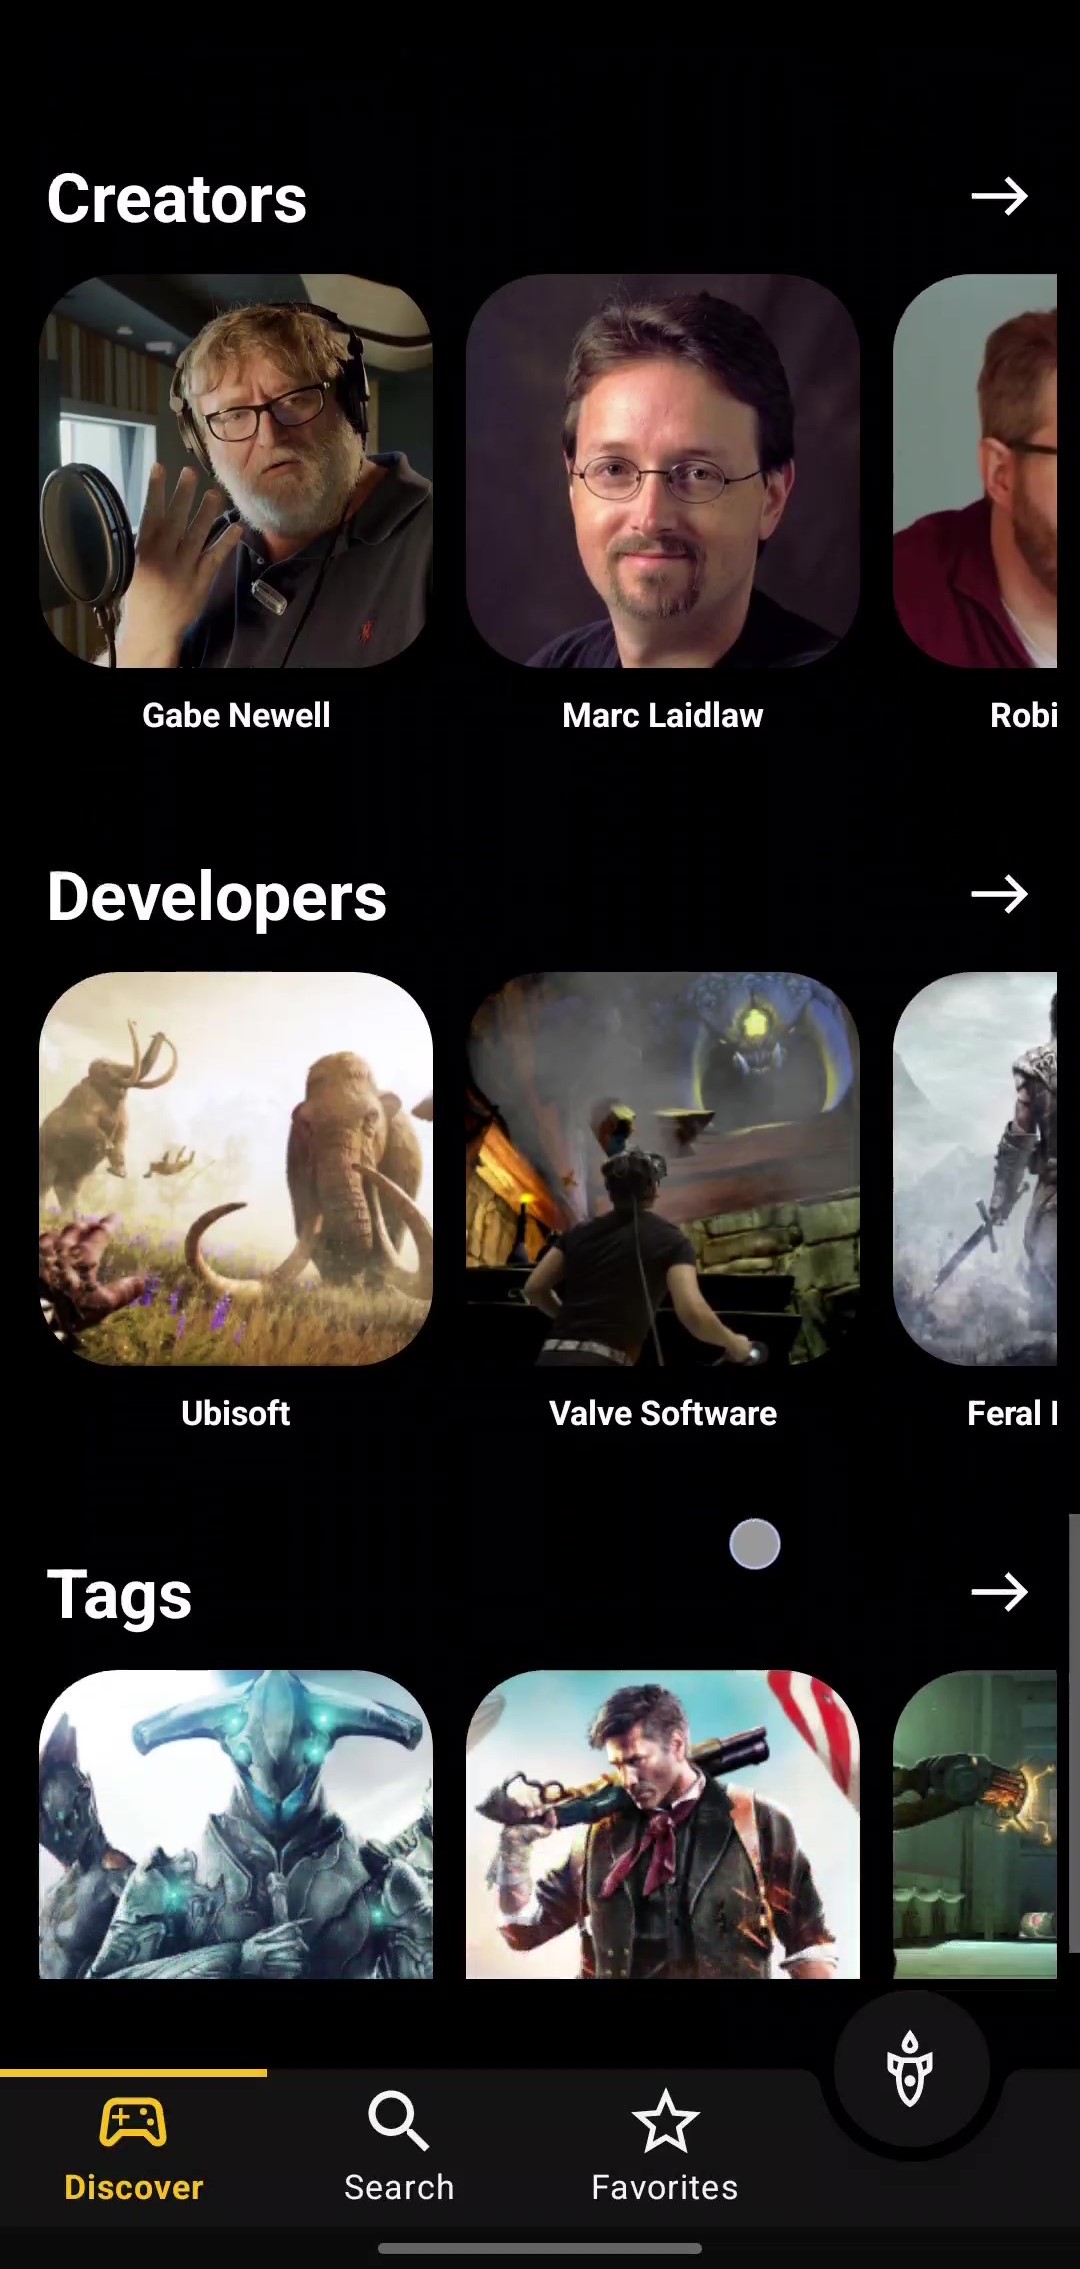 Creators
Gabe Newell
Marc Laidlaw
Robi
Developers
Ubisoft
Valve Software
Feral
Tags
Discover
Search
Favorites